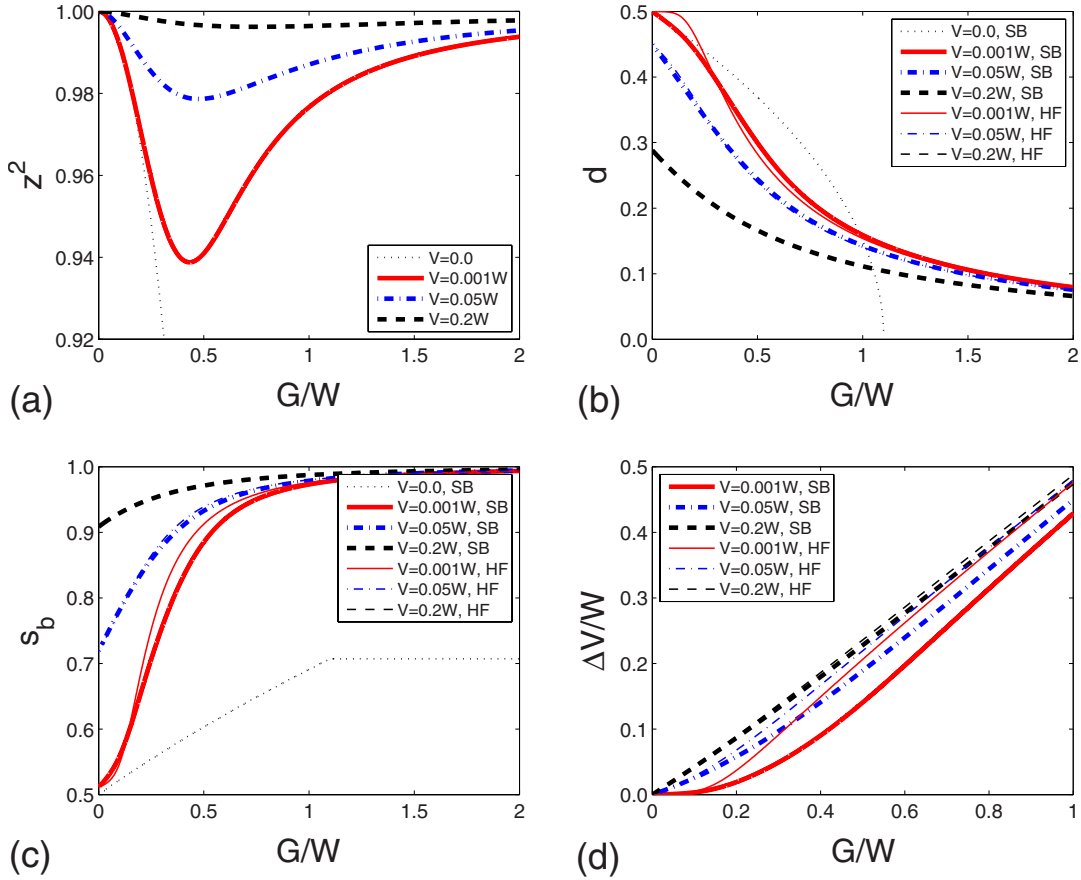 1.00
0.98
0.96
0.94
0.92
z²
0 0.5 1 1.5 2
G/W
V=0.0
V=0.001W
V=0.05W
V=0.2W
(a)
0.5
0.4
0.3
0.2
0.1
0.0
d
0 0.5 1 1.5 2
G/W
V=0.0, SB
V=0.001W, SB
V=0.05W, SB
V=0.2W, SB
V=0.001W, HF
V=0.05W, HF
V=0.2W, HF
(b)
1.0
0.9
0.8
0.7
0.6
0.5
s_b
0 0.5 1 1.5 2
G/W
V=0.0, SB
V=0.001W, SB
V=0.05W, SB
V=0.2W, SB
V=0.001W, HF
V=0.05W, HF
V=0.2W, HF
(c)
0.5
0.4
0.3
0.2
0.1
0.0
ΔV/W
0 0.2 0.4 0.6 0.8 1
G/W
V=0.001W, SB
V=0.05W, SB
V=0.2W, SB
V=0.001W, HF
V=0.05W, HF
V=0.2W, HF
(d)